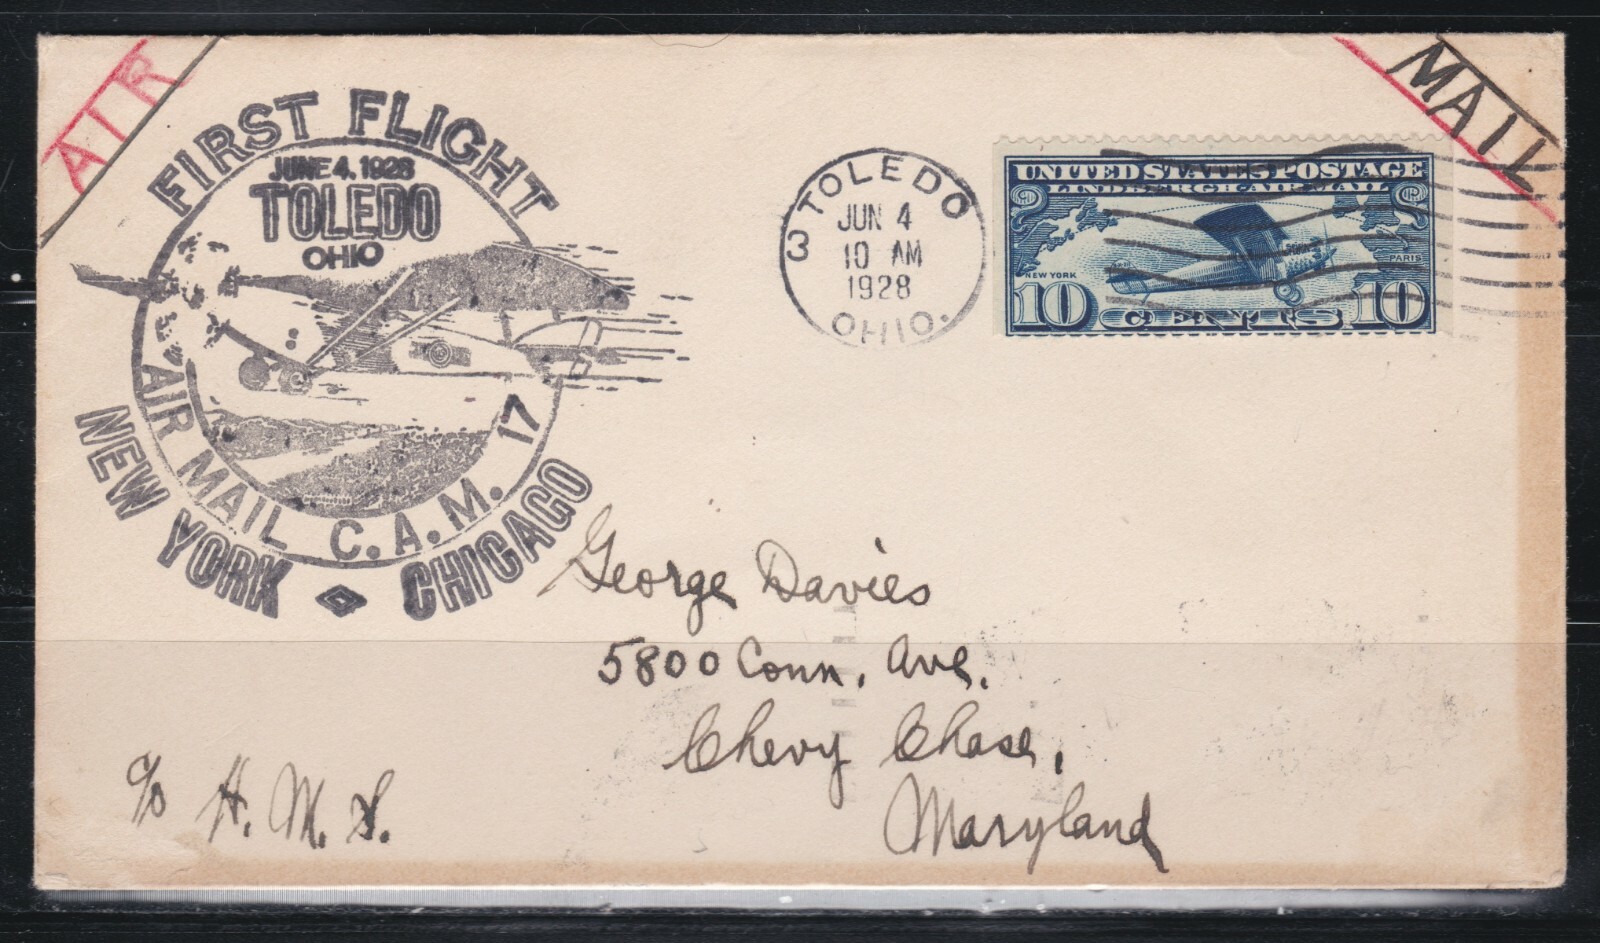 AIR
MAIL
FIRST FLIGHT
JUNE 4, 1928
TOLEDO
OHIO
AIR MAIL C.A.M. 17
NEW YORK CHICAGO
3 TOLEDO
JUN 4
10 AM
1928
OHIO.
UNITED STATES POSTAGE
LINDBERGH AIR MAIL
NEW YORK
PARIS
10 CENTS 10
George Davies
5800 Conn. Ave.
Chevy Chase,
Maryland
c/o H. M. S.